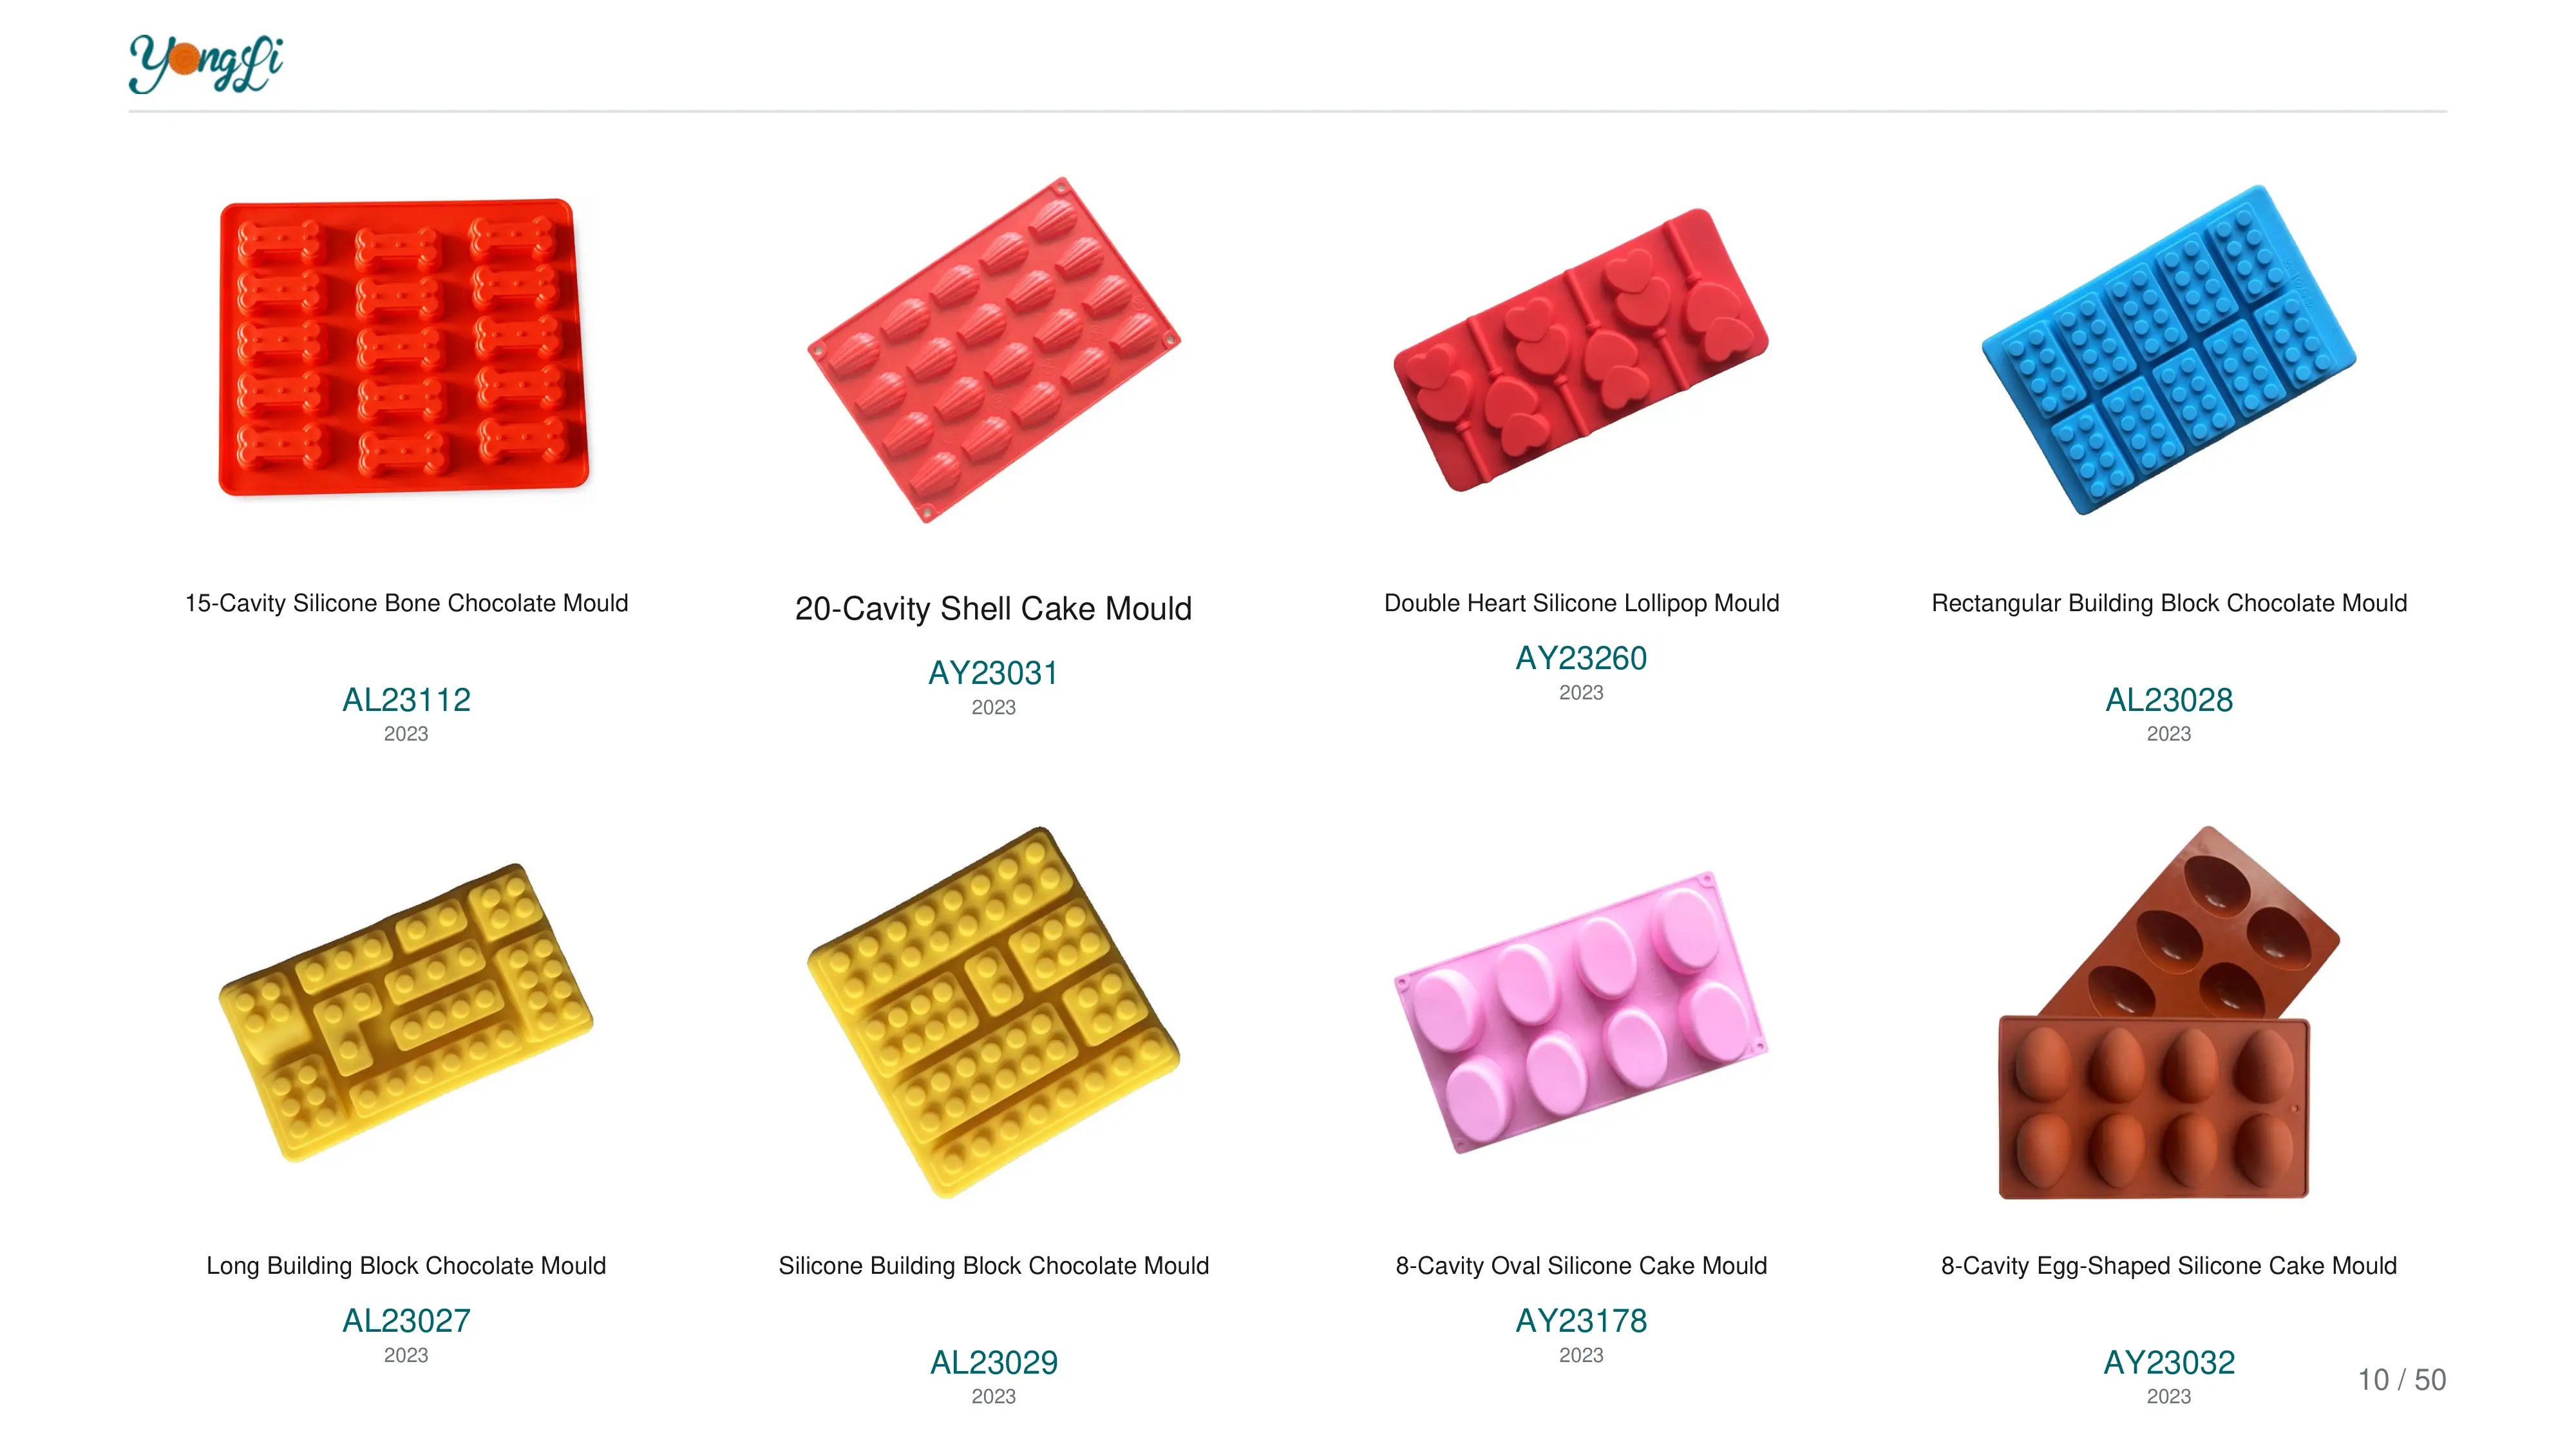 YongLi
15-Cavity Silicone Bone Chocolate Mould
AL23112
2023
20-Cavity Shell Cake Mould
AY23031
2023
Double Heart Silicone Lollipop Mould
AY23260
2023
Rectangular Building Block Chocolate Mould
AL23028
2023
Long Building Block Chocolate Mould
AL23027
2023
Silicone Building Block Chocolate Mould
AL23029
2023
8-Cavity Oval Silicone Cake Mould
AY23178
2023
8-Cavity Egg-Shaped Silicone Cake Mould
AY23032
2023
10 / 50